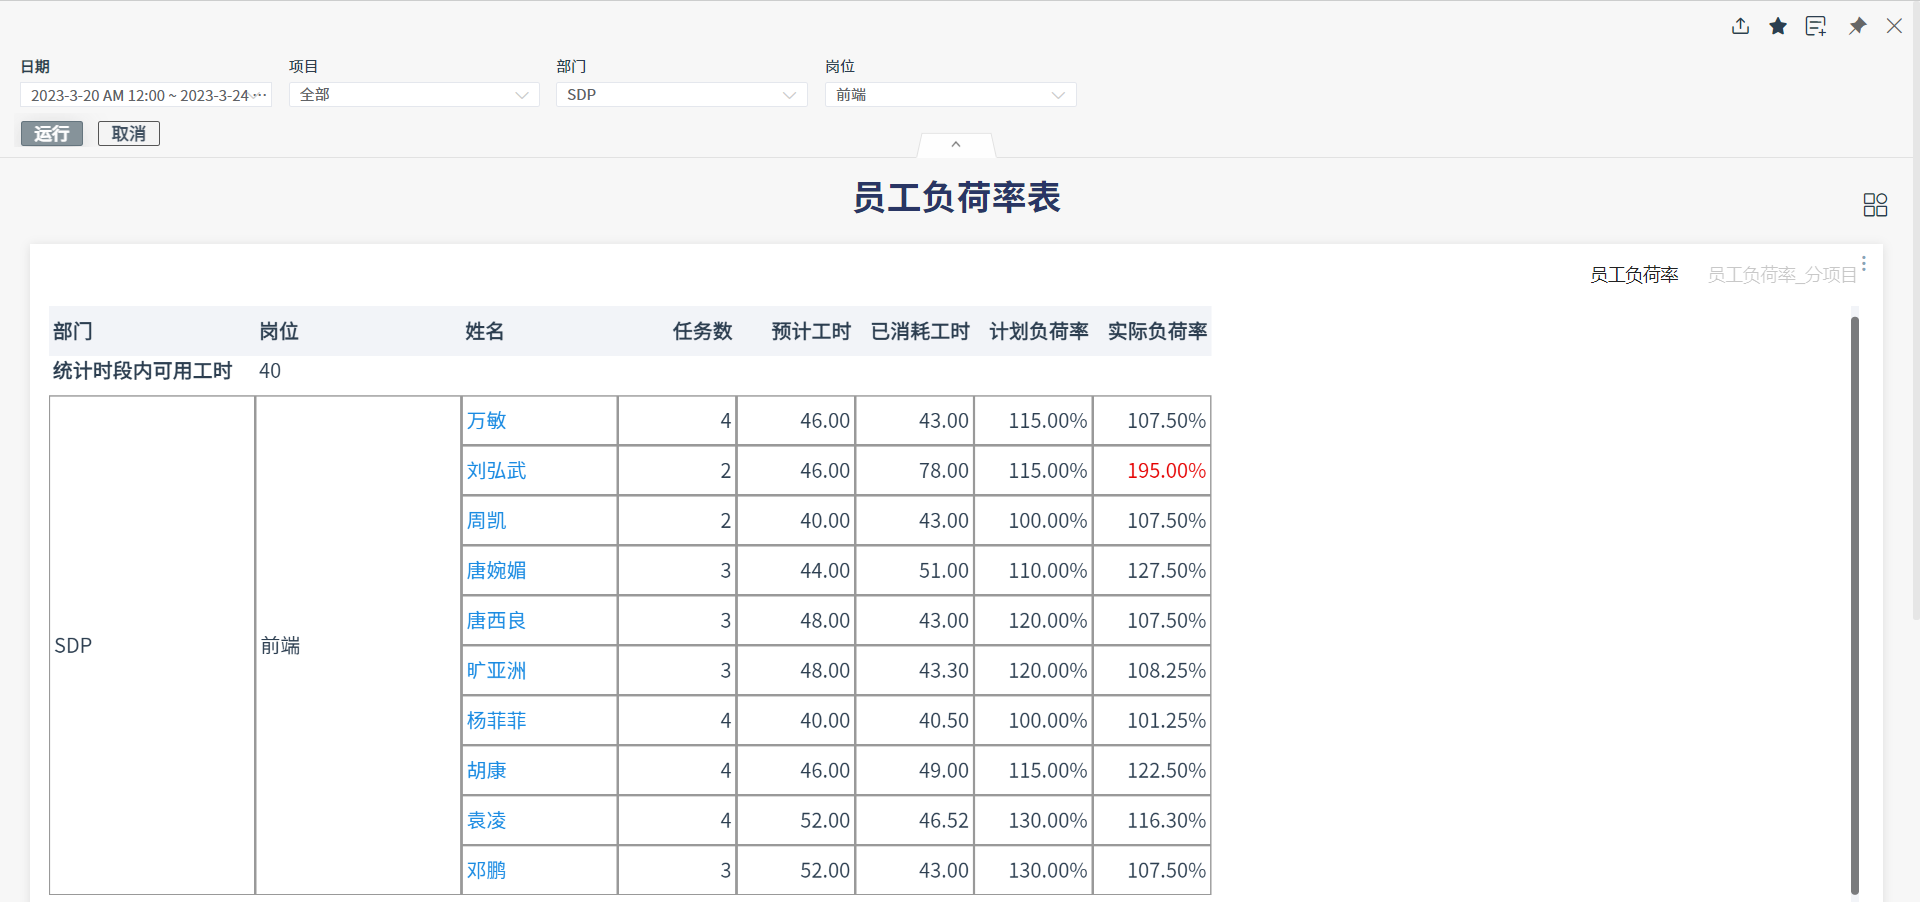 日期 项目 部门 岗位
2023-3-20 AM 12:00 ~ 2023-3-24 ··· 全部 SDP 前端
运行 取消
员工负荷率表
员工负荷率 员工负荷率_分项目
部门 岗位 姓名 任务数 预计工时 已消耗工时 计划负荷率 实际负荷率
统计时段内可用工时 40
SDP 前端
万敏 4 46.00 43.00 115.00% 107.50%
刘弘武 2 46.00 78.00 115.00% 195.00%
周凯 2 40.00 43.00 100.00% 107.50%
唐婉媚 3 44.00 51.00 110.00% 127.50%
唐西良 3 48.00 43.00 120.00% 107.50%
旷亚洲 3 48.00 43.30 120.00% 108.25%
杨菲菲 4 40.00 40.50 100.00% 101.25%
胡康 4 46.00 49.00 115.00% 122.50%
袁凌 4 52.00 46.52 130.00% 116.30%
邓鹏 3 52.00 43.00 130.00% 107.50%